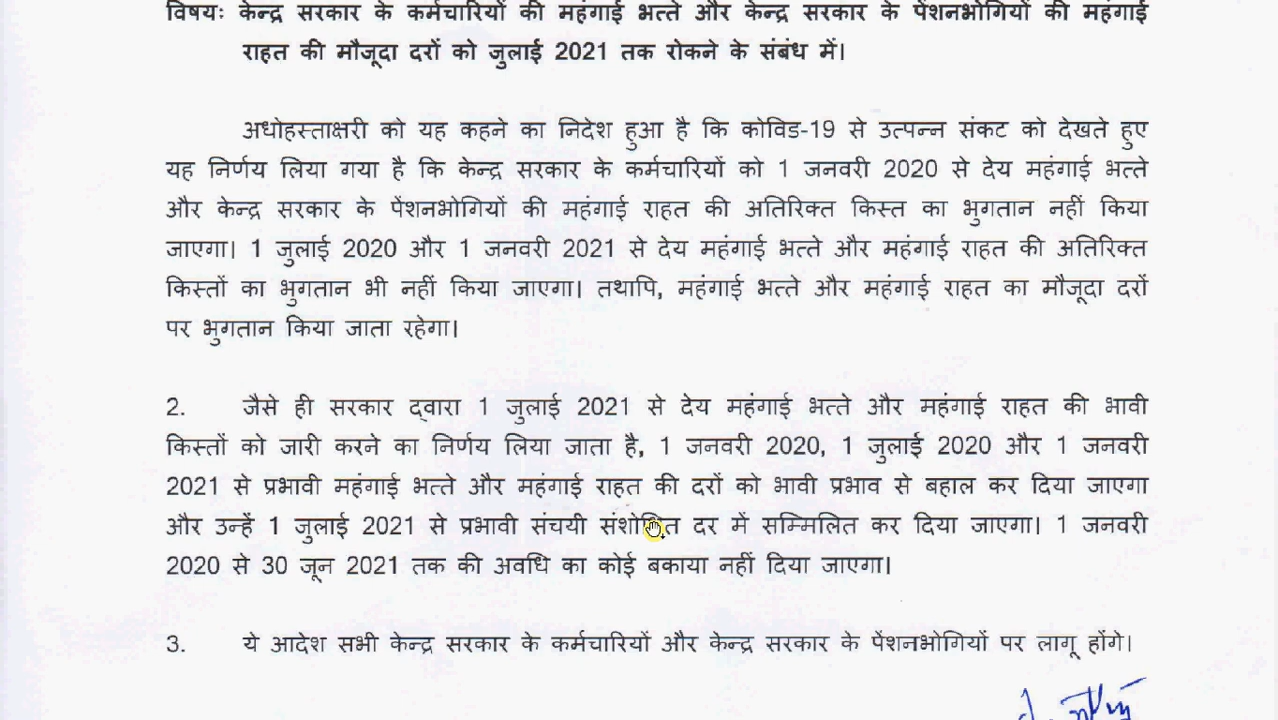 विषयः केन्द्र सरकार के कर्मचारियों की महंगाई भत्ते और केन्द्र सरकार के पेंशनभोगियों की महंगाई
राहत की मौजूदा दरों को जुलाई 2021 तक रोकने के संबंध में।
अधोहस्ताक्षरी को यह कहने का निदेश हुआ है कि कोविड-19 से उत्पन्न संकट को देखते हुए
यह निर्णय लिया गया है कि केन्द्र सरकार के कर्मचारियों को 1 जनवरी 2020 से देय महंगाई भत्ते
और केन्द्र सरकार के पेंशनभोगियों की महंगाई राहत की अतिरिक्त किस्त का भुगतान नहीं किया
जाएगा। 1 जुलाई 2020 और 1 जनवरी 2021 से देय महंगाई भत्ते और महंगाई राहत की अतिरिक्त
किस्तों का भुगतान भी नहीं किया जाएगा। तथापि, महंगाई भत्ते और महंगाई राहत का मौजूदा दरों
पर भुगतान किया जाता रहेगा।
2. जैसे ही सरकार द्वारा 1 जुलाई 2021 से देय महंगाई भत्ते और महंगाई राहत की भावी
किस्तों को जारी करने का निर्णय लिया जाता है, 1 जनवरी 2020, 1 जुलाई 2020 और 1 जनवरी
2021 से प्रभावी महंगाई भत्ते और महंगाई राहत की दरों को भावी प्रभाव से बहाल कर दिया जाएगा
और उन्हें 1 जुलाई 2021 से प्रभावी संचयी संशोधित दर में सम्मिलित कर दिया जाएगा। 1 जनवरी
2020 से 30 जून 2021 तक की अवधि का कोई बकाया नहीं दिया जाएगा।
3. ये आदेश सभी केन्द्र सरकार के कर्मचारियों और केन्द्र सरकार के पेंशनभोगियों पर लागू होंगे।